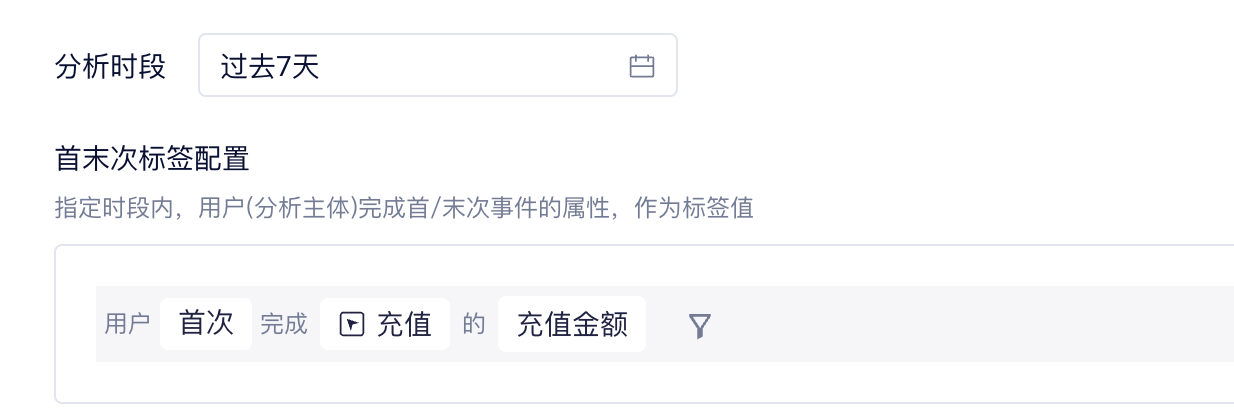 分析时段 过去7天
首末次标签配置
指定时段内，用户(分析主体)完成首/末次事件的属性，作为标签值
用户 首次 完成 充值 的 充值金额